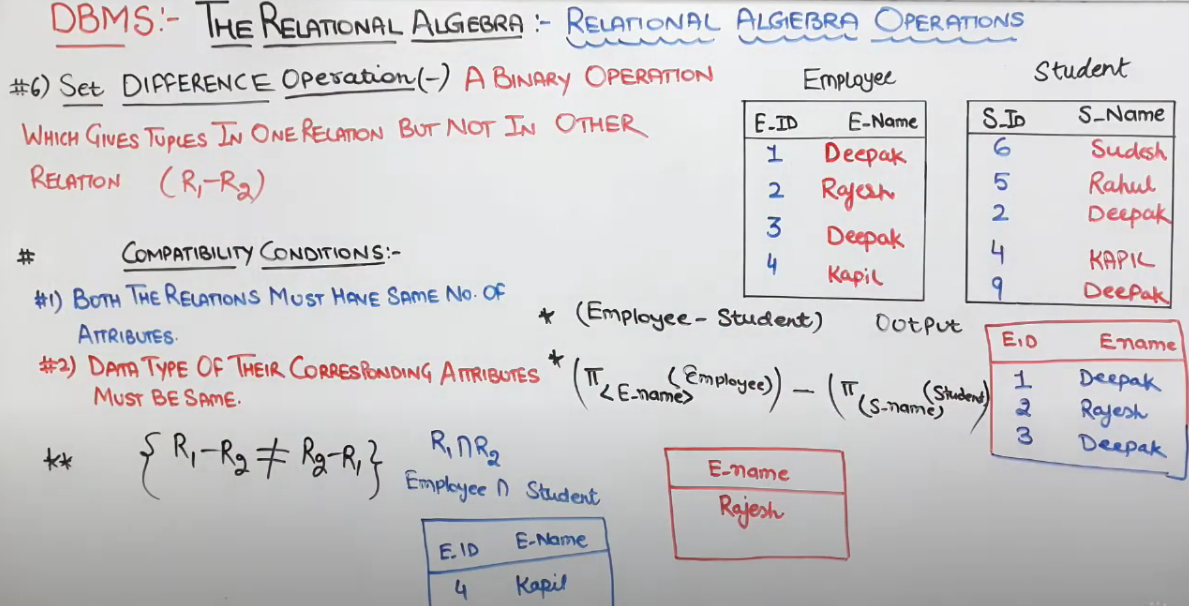 DBMS:- THE RELATIONAL ALGEBRA:- RELATIONAL ALGEBRA OPERATIONS
#6) Set DIFFERENCE Operation(-) A BINARY OPERATION
WHICH GIVES TUPLES IN ONE RELATION BUT NOT IN OTHER
RELATION (R₁-R₂)
# COMPATIBILITY CONDITIONS:-
#1) BOTH THE RELATIONS MUST HAVE SAME NO. OF
ATTRIBUTES.
#2) DATA TYPE OF THEIR CORRESPONDING ATTRIBUTES
MUST BE SAME.
** { R₁-R₂ ≠ R₂-R₁ }
R₁∩R₂
Employee ∩ Student
E.ID E-Name
4 Kapil
Employee
E-ID E-Name
1 Deepak
2 Rajesh
3 Deepak
4 Kapil
Student
S_ID S_Name
6 Sudesh
5 Rahul
2 Deepak
4 KAPIL
9 DeePak
* (Employee - Student) OUTPUT
* (π <E-name> (Employee)) - (π (S-name) (Student))
E.ID Ename
1 Deepak
2 Rajesh
3 Deepak
E-name
Rajesh